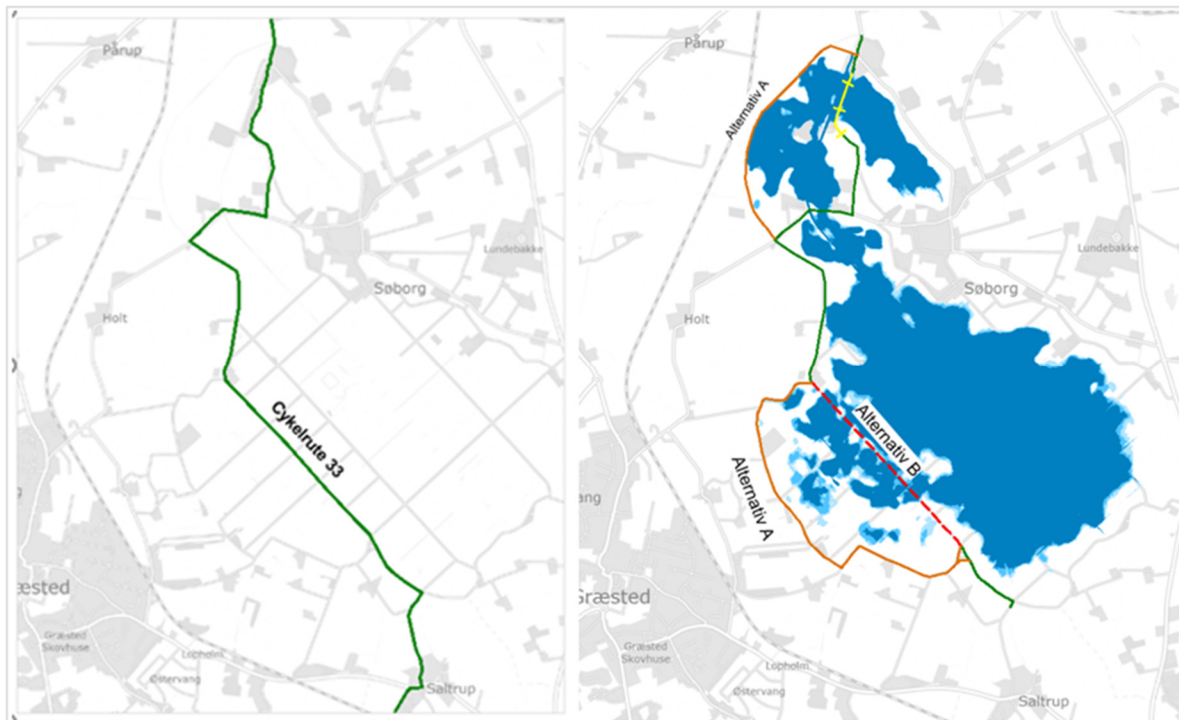 Pårup
Søborg
Lundebakke
Holt
Cykelrute 33
æsted
Græsted
Skovhuse
Lopholm
Østervang
Saltrup
Pårup
Alternativ A
Lundebakke
Søborg
Holt
Alternativ B
Alternativ A
ang
Græsted
Græsted
Skovhuse
Lopholm
Østervang
Saltrup